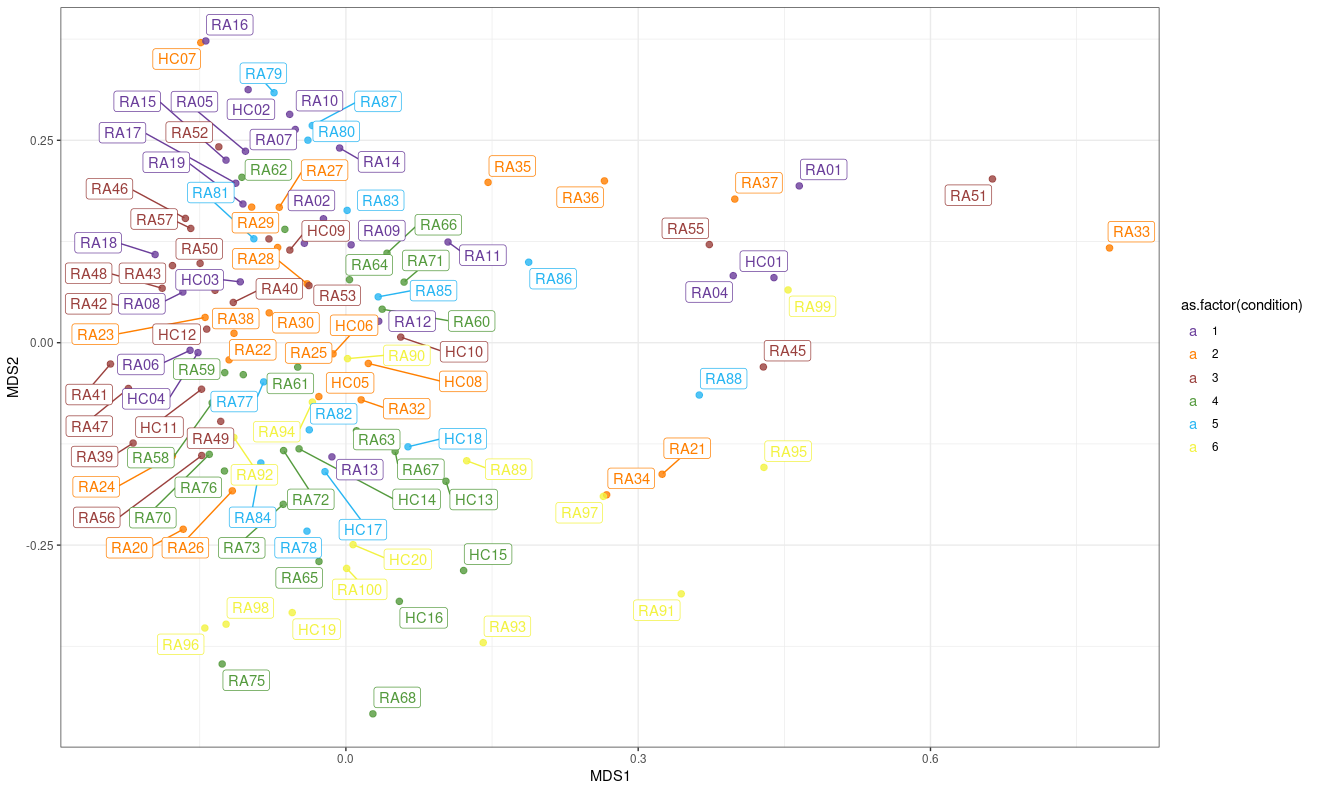 RA16
HC07
RA79
RA15
RA05
HC02
RA10
RA87
RA17
RA52
RA07
RA80
0.25
RA19
RA62
RA27
RA14
RA35
RA36
RA37
RA01
RA51
RA46
RA81
RA02
RA83
RA57
RA29
HC09
RA09
RA66
RA55
RA33
RA18
RA50
RA28
RA64
RA71
RA11
HC01
RA48
RA43
HC03
RA40
RA53
RA85
RA86
RA04
RA99
as.factor(condition)
RA42
RA08
a 1
RA23
RA38
RA30
HC06
RA12
RA60
a 2
HC12
0.00
RA06
RA22
RA25
RA90
HC10
RA45
a 3
MDS2
RA59
RA61
HC05
HC08
RA88
a 4
RA41
HC04
RA77
RA82
RA32
a 5
RA47
HC11
RA49
RA94
RA63
HC18
RA21
RA95
a 6
RA39
RA58
RA92
RA13
RA67
RA89
RA34
RA24
RA76
RA72
HC14
HC13
RA97
RA56
RA70
RA84
HC17
-0.25
RA20
RA26
RA73
RA78
HC20
HC15
RA65
RA100
RA98
HC19
HC16
RA93
RA91
RA96
RA75
RA68
0.0
0.3
0.6
MDS1